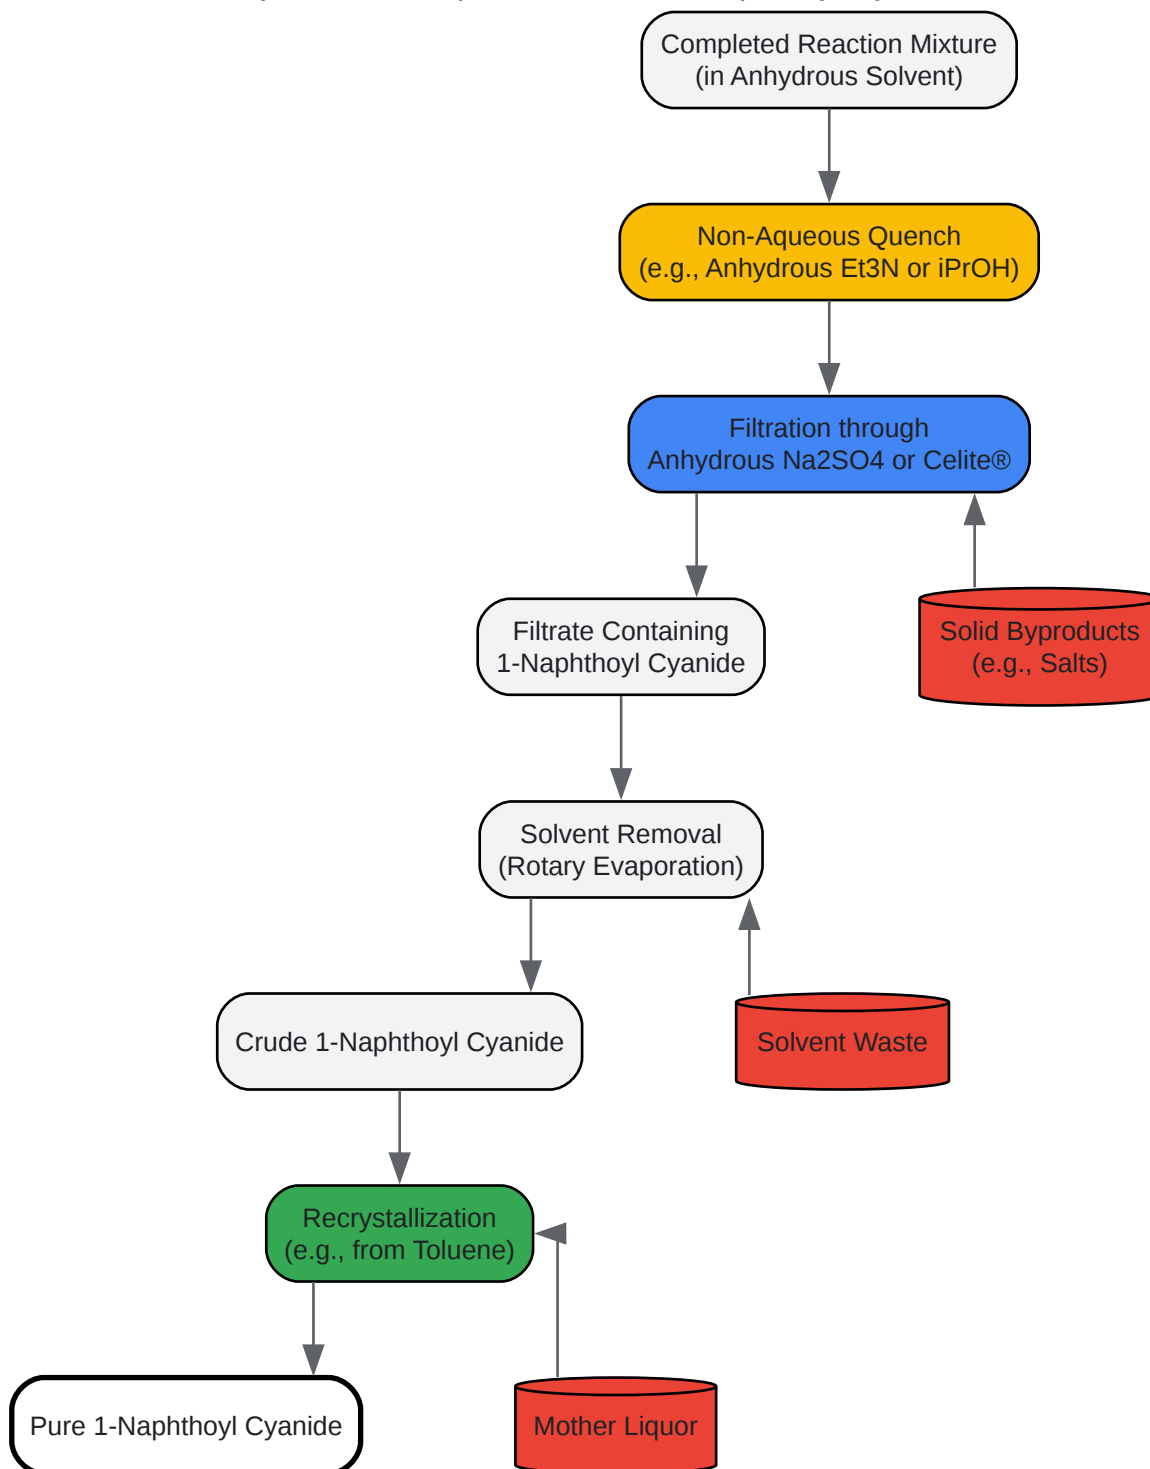 Completed Reaction Mixture
(in Anhydrous Solvent)
Non-Aqueous Quench
(e.g., Anhydrous Et3N or iPrOH)
Filtration through
Anhydrous Na2SO4 or Celite®
Filtrate Containing
1-Naphthoyl Cyanide
Solid Byproducts
(e.g., Salts)
Solvent Removal
(Rotary Evaporation)
Crude 1-Naphthoyl Cyanide
Solvent Waste
Recrystallization
(e.g., from Toluene)
Pure 1-Naphthoyl Cyanide
Mother Liquor